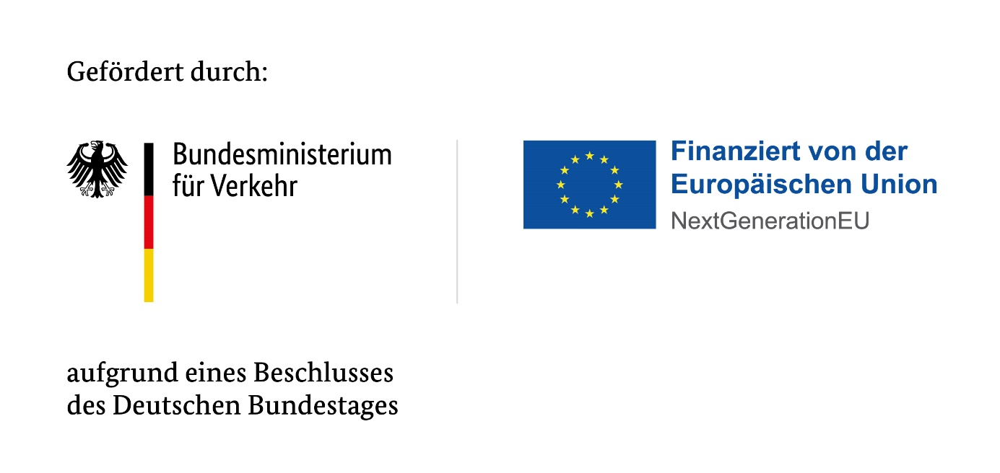 Gefördert durch:
Bundesministerium
für Verkehr
Finanziert von der
Europäischen Union
NextGenerationEU
aufgrund eines Beschlusses
des Deutschen Bundestages